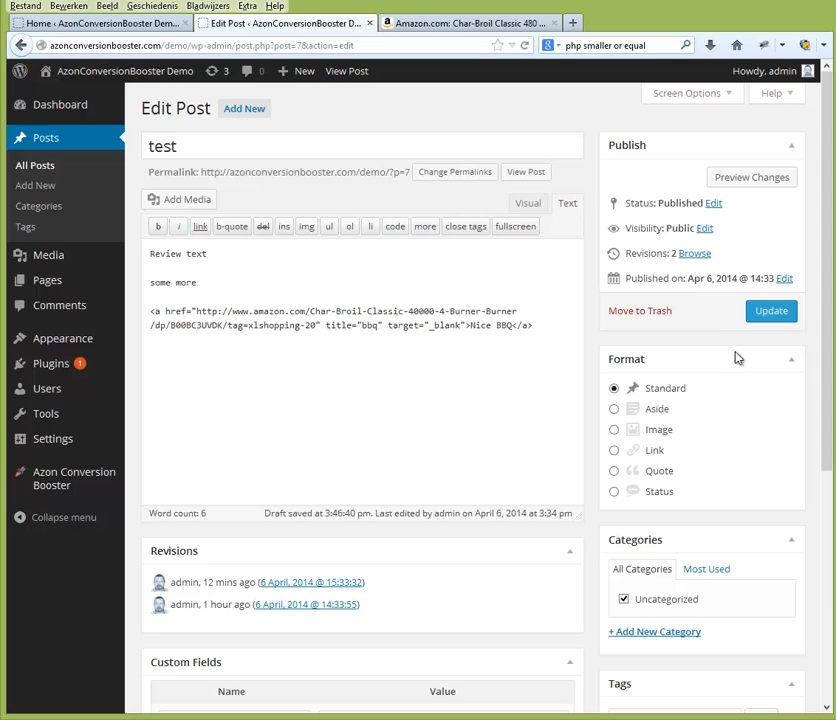 Bestand Bewerken Beeld Geschiedenis Bladwijzers Extra Help
Home ‹ AzonConversionBooster Dem... × Edit Post ‹ AzonConversionBooster D... × Amazon.com: Char-Broil Classic 480 ... × +
azonconversionbooster.com/demo/wp-admin/post.php?post=7&action=edit php smaller or equal
AzonConversionBooster Demo 3 0 + New View Post Howdy, admin
Screen Options Help
Dashboard
Posts
All Posts
Add New
Categories
Tags
Media
Pages
Comments
Appearance
Plugins 1
Users
Tools
Settings
Azon Conversion
Booster
Collapse menu
Edit Post Add New
test
Permalink: http://azonconversionbooster.com/demo/?p=7 Change Permalinks View Post
Add Media Visual Text
b i link b-quote del ins img ul ol li code more close tags fullscreen
Review text
some more
<a href="http://www.amazon.com/Char-Broil-Classic-40000-4-Burner-Burner
/dp/B00BC3UVDK/tag=xlshopping-20" title="bbq" target="_blank">Nice BBQ</a>
Word count: 6 Draft saved at 3:46:40 pm. Last edited by admin on April 6, 2014 at 3:34 pm
Revisions
admin, 12 mins ago (6 April, 2014 @ 15:33:32)
admin, 1 hour ago (6 April, 2014 @ 14:33:55)
Custom Fields
Name Value
Publish
Preview Changes
Status: Published Edit
Visibility: Public Edit
Revisions: 2 Browse
Published on: Apr 6, 2014 @ 14:33 Edit
Move to Trash Update
Format
Standard
Aside
Image
Link
Quote
Status
Categories
All Categories Most Used
Uncategorized
+ Add New Category
Tags